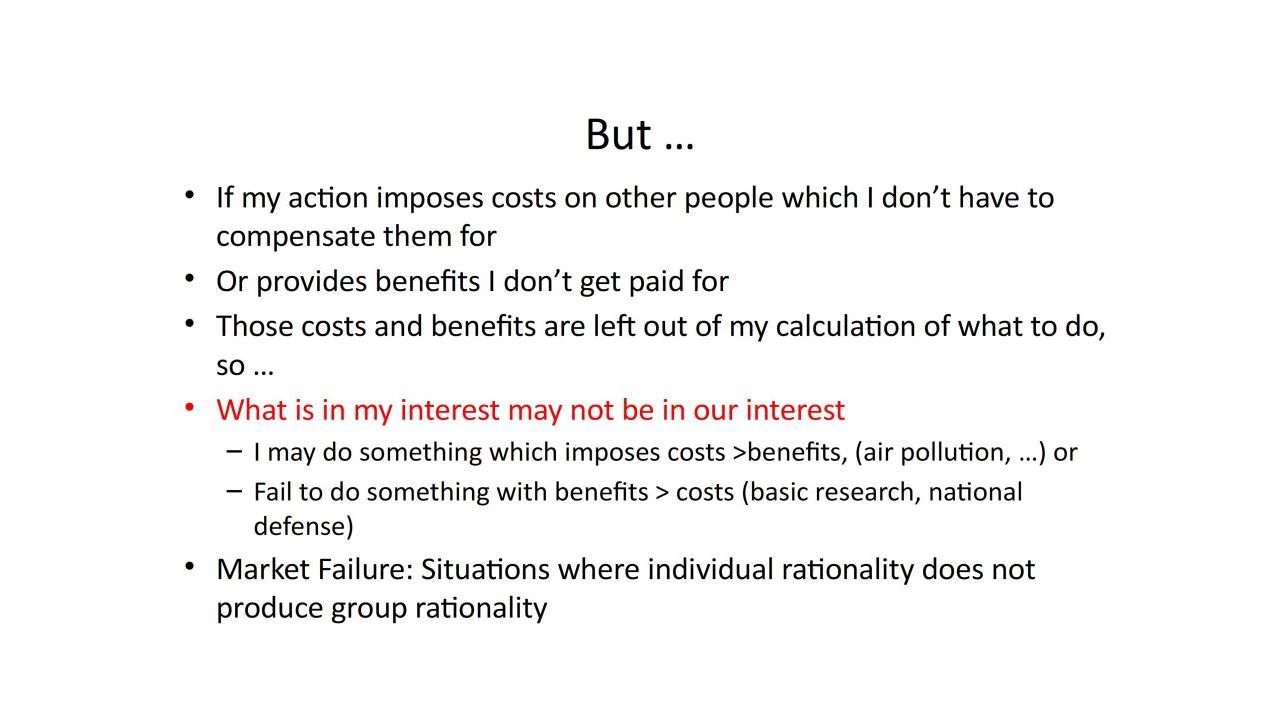 But …
• If my action imposes costs on other people which I don’t have to
compensate them for
• Or provides benefits I don’t get paid for
• Those costs and benefits are left out of my calculation of what to do,
so …
• What is in my interest may not be in our interest
– I may do something which imposes costs >benefits, (air pollution, …) or
– Fail to do something with benefits > costs (basic research, national
defense)
• Market Failure: Situations where individual rationality does not
produce group rationality